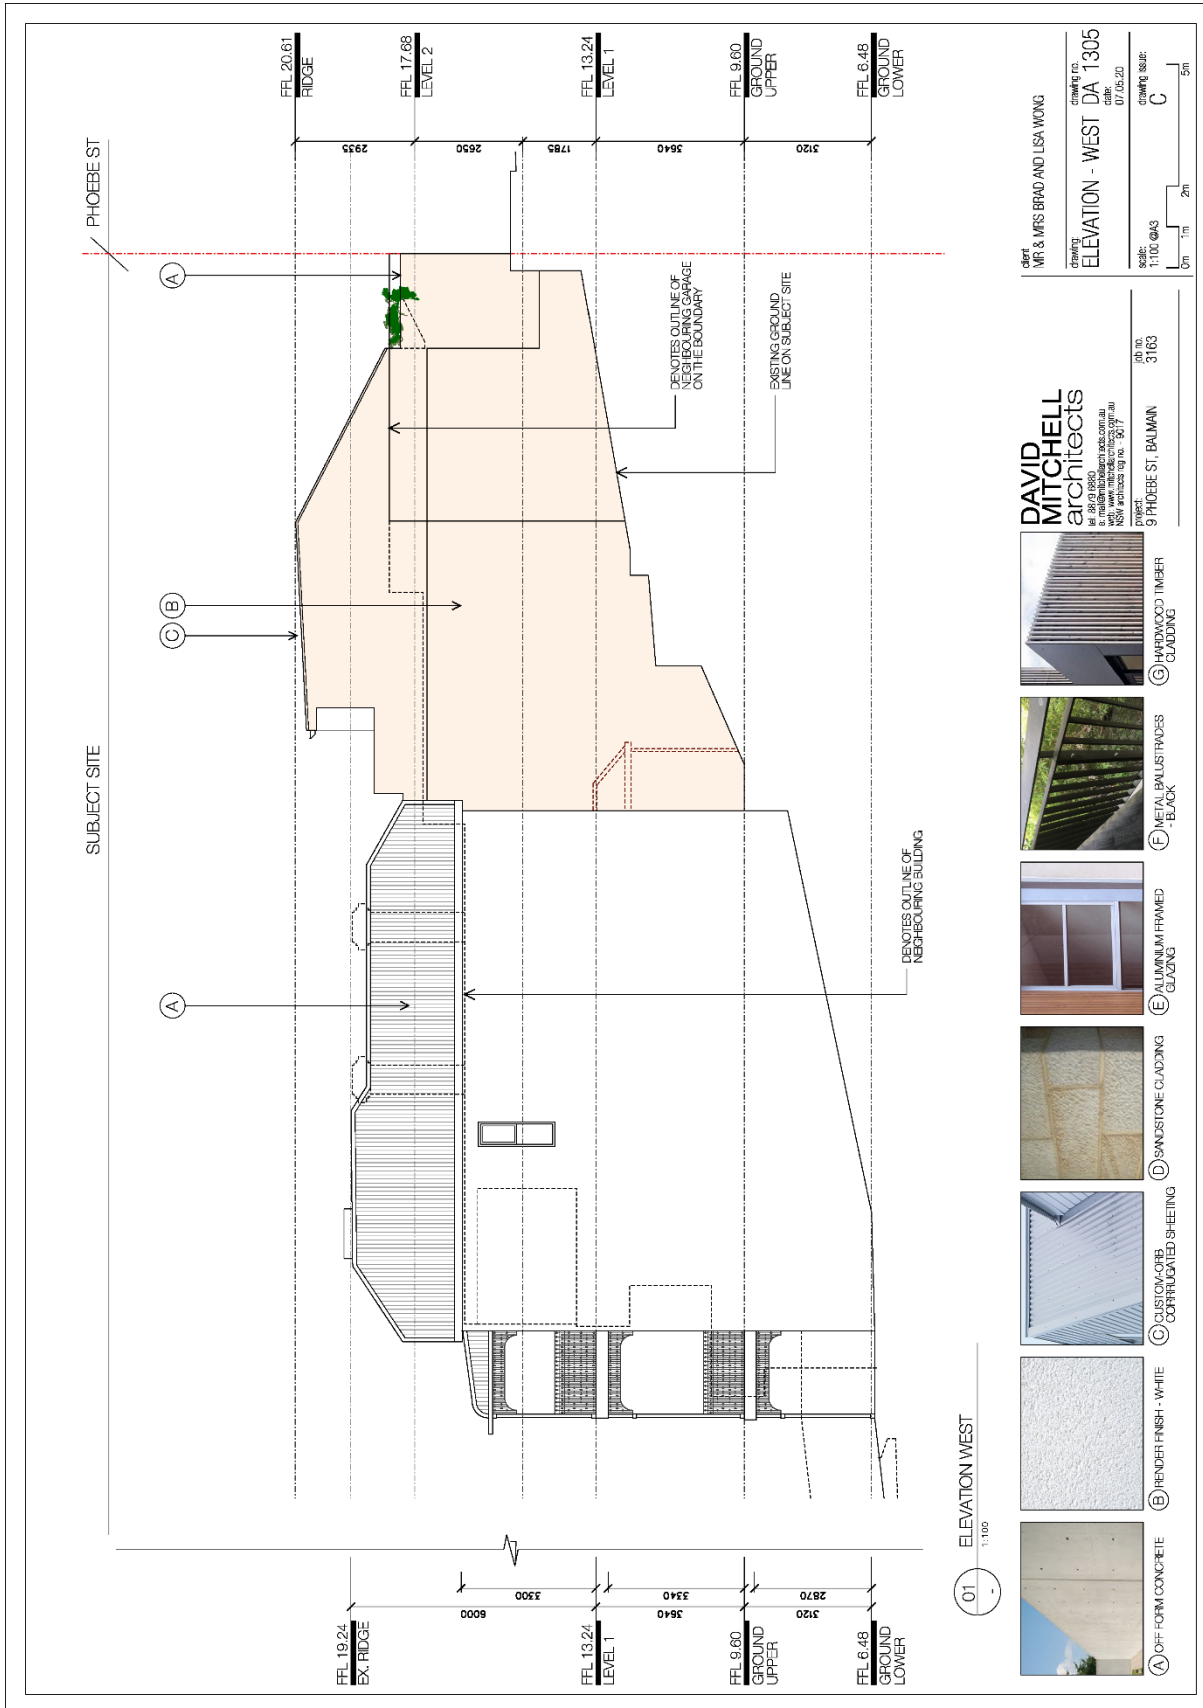 SUBJECT SITE
PHOEBE ST
FFL 20.61
RIDGE
FFL 17.68
LEVEL 2
FFL 13.24
LEVEL 1
FFL 9.60
GROUND
UPPER
FFL 6.48
GROUND
LOWER
2935
2650
1785
3640
3120
FFL 19.24
EX. RIDGE
FFL 13.24
LEVEL 1
FFL 9.60
GROUND
UPPER
FFL 6.48
GROUND
LOWER
6000
3300
3640
3340
3120
2870
A
C
B
A
DENOTES OUTLINE OF
NEIGHBOURING BUILDING
DENOTES OUTLINE OF
NEIGHBOURING GARAGE
ON THE BOUNDARY
EXISTING GROUND
LINE ON SUBJECT SITE
01
-
ELEVATION WEST
1:100
A OFF FORM CONCRETE
B RENDER FINISH - WHITE
C CUSTOM-ORB
CORRRUGATED SHEETING
D SANDSTONE CLADDING
E ALUMINIUM FRAMED
GLAZING
F METAL BALUSTRADES
- BLACK
G HARDWOOD TIMBER
CLADDING
DAVID
MITCHELL
architects
NSW architects reg no. - 9017
project:
9 PHOEBE ST, BALMAIN
job no.
3163
client
MR & MRS BRAD AND LISA WONG
drawing:
ELEVATION - WEST
drawing no.
DA 1305
date:
07.05.20
scale:
1:100 @A3
drawing issue:
C
0m 1m 2m 5m